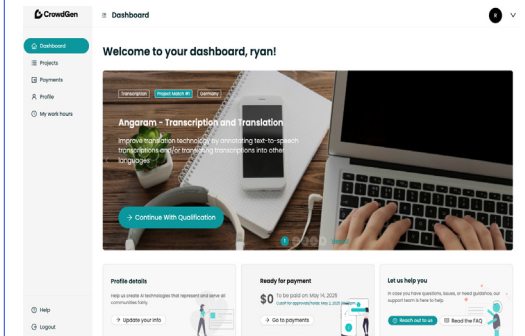 CrowdGen
Dashboard
R
Dashboard
Projects
Payments
Profile
My work hours
Welcome to your dashboard, ryan!
Transcription
Project Match #1
Germany
Angaram - Transcription and Translation
Improve translation technology by annotating text-to-speech
transcriptions and/or translating transcriptions into other
languages
→ Continue With Qualification
1
Profile details
Help us create AI technologies that represent and serve all
communities fairly.
→ Update your info
Ready for payment
$0
To be paid on: May 14, 2025
→ Go to payments
Let us help you
In case you have questions, issues, or need guidance, our
support team is here to help.
Reach out to us
Read the FAQ
Help
Logout